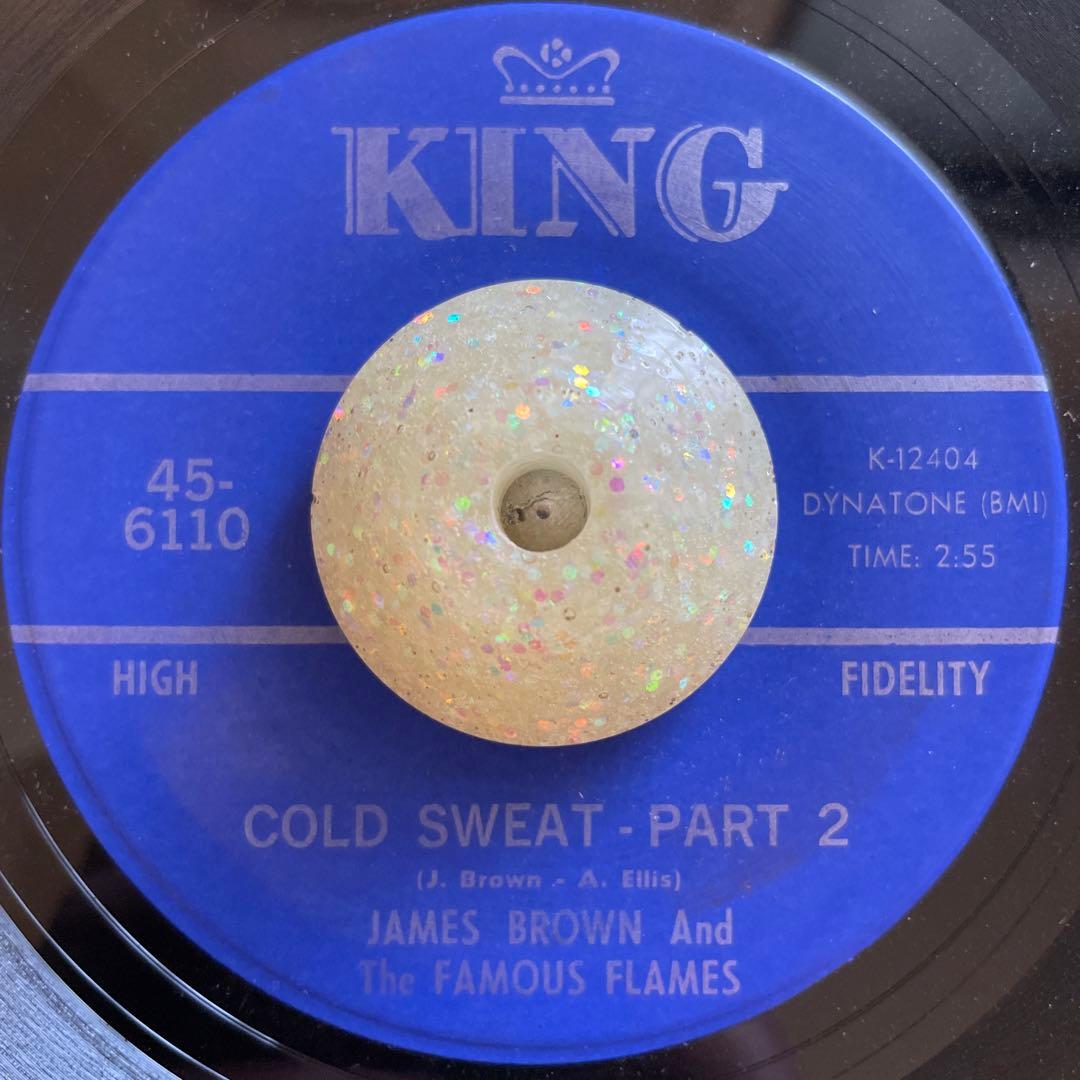 KING
45-
6110
K-12404
DYNATONE (BMI)
TIME: 2:55
HIGH FIDELITY
COLD SWEAT - PART 2
(J. Brown - A. Ellis)
JAMES BROWN And
The FAMOUS FLAMES